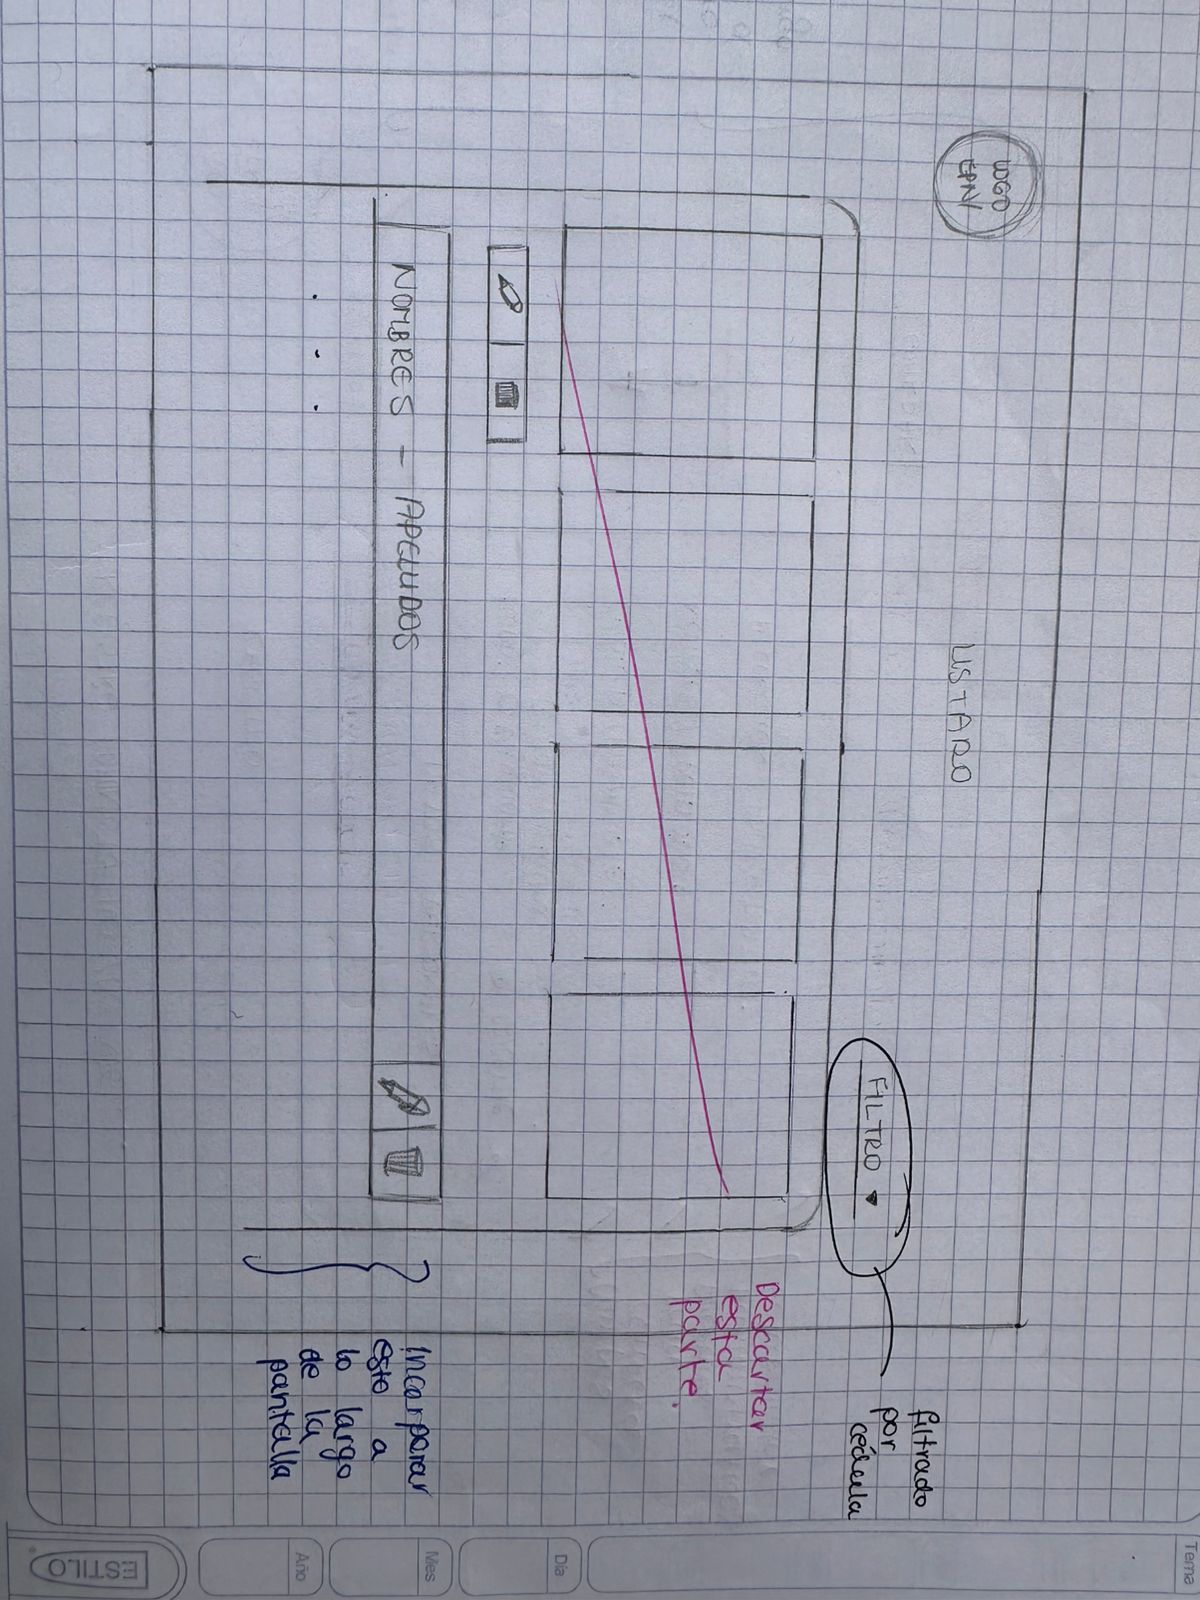 LOGO
EPN
LISTADO
FILTRO
filtrado
por
cédula
Descartar
esta
parte.
NOMBRES - APELLIDOS
Incorporar
esto a
lo largo
de la
pantalla
Tema
Día
Mes
Año
ESTILO